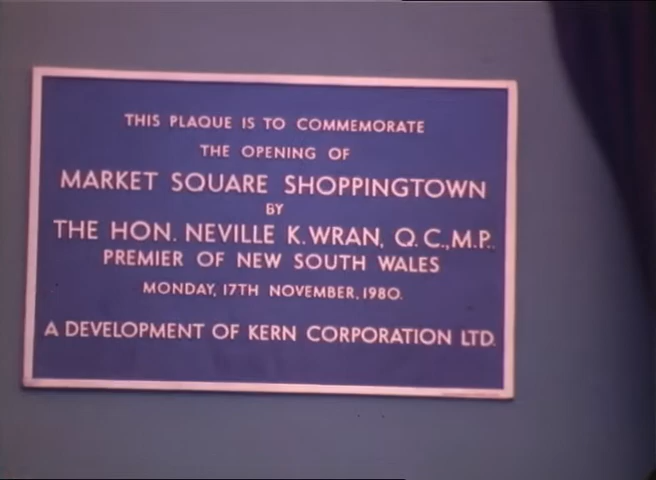 THIS PLAQUE IS TO COMMEMORATE
THE OPENING OF
MARKET SQUARE SHOPPINGTOWN
BY
THE HON. NEVILLE K. WRAN, Q.C., M.P..
PREMIER OF NEW SOUTH WALES
MONDAY, 17TH NOVEMBER, 1980.
A DEVELOPMENT OF KERN CORPORATION LTD.